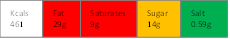 Kcals Fat Saturates Sugar Salt
461 29g 9g 14g 0.59g